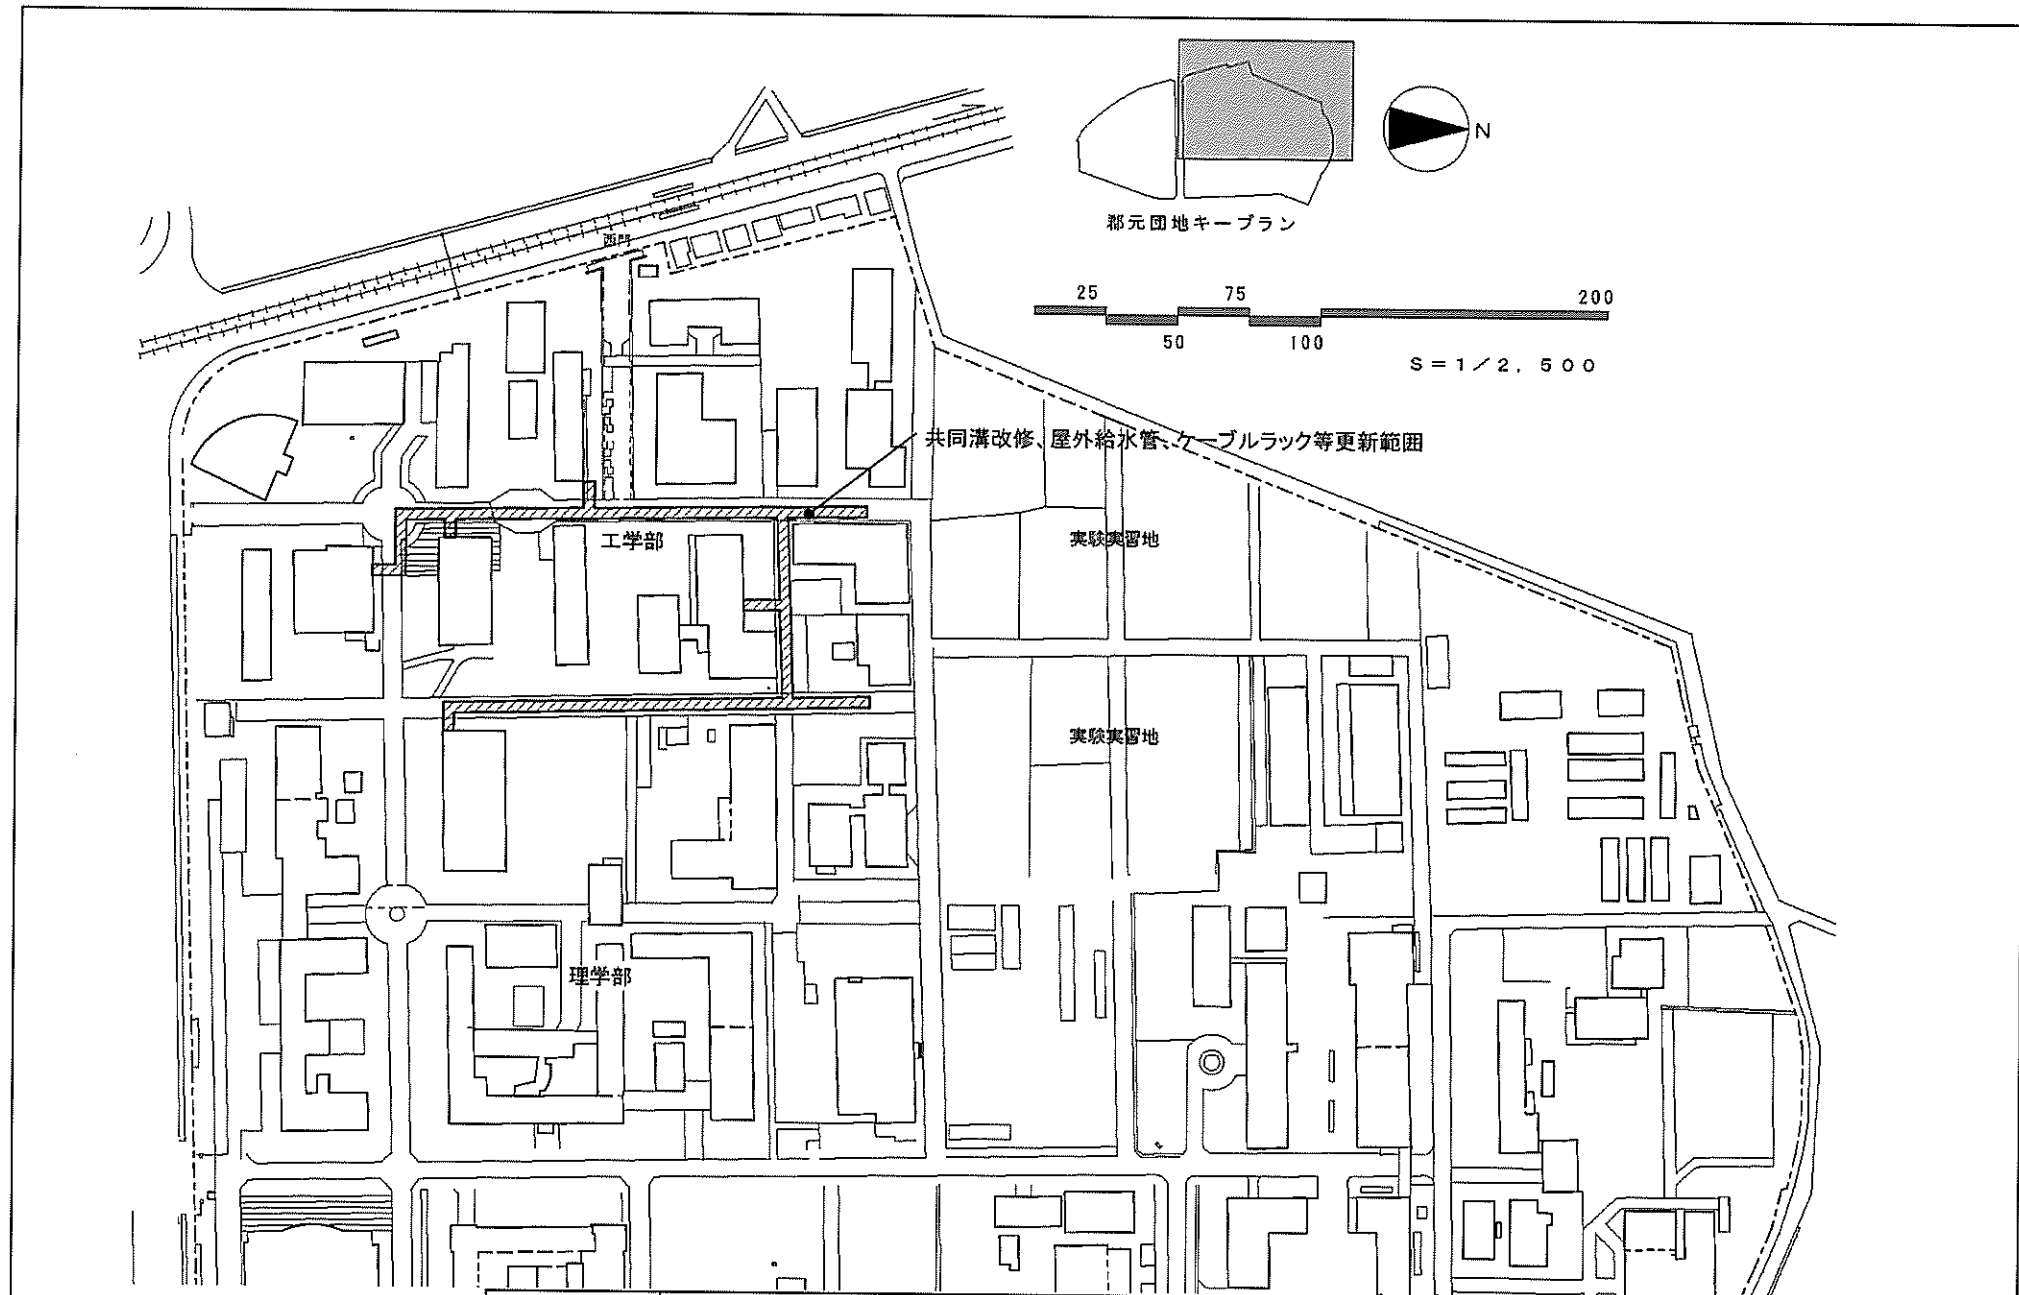 N
郡元団地キープラン
西門
25 75 200
50 100
S=1/2,500
共同溝改修、屋外給水管、ケーブルラック等更新範囲
工学部
実験実習地
実験実習地
理学部